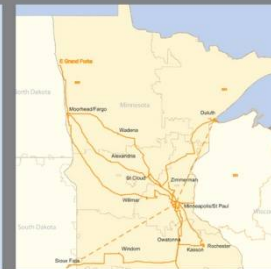 E Grand Forks
North Dakota
Moorhead/Fargo
Minnesota
Duluth
Wadena
Alexandria
St Cloud
Zimmerman
Willmar
Minneapolis/St Paul
South Dakota
Owatonna
Rochester
Kasson
Windom
Sioux Falls